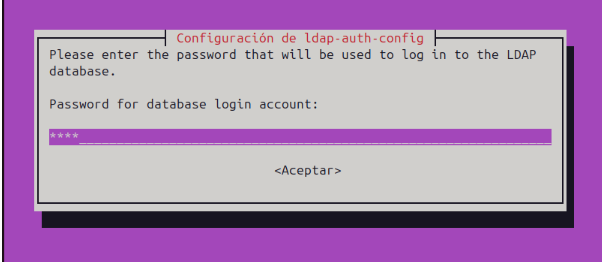 Configuración de ldap-auth-config
Please enter the password that will be used to log in to the LDAP
database.
Password for database login account:
****
<Aceptar>